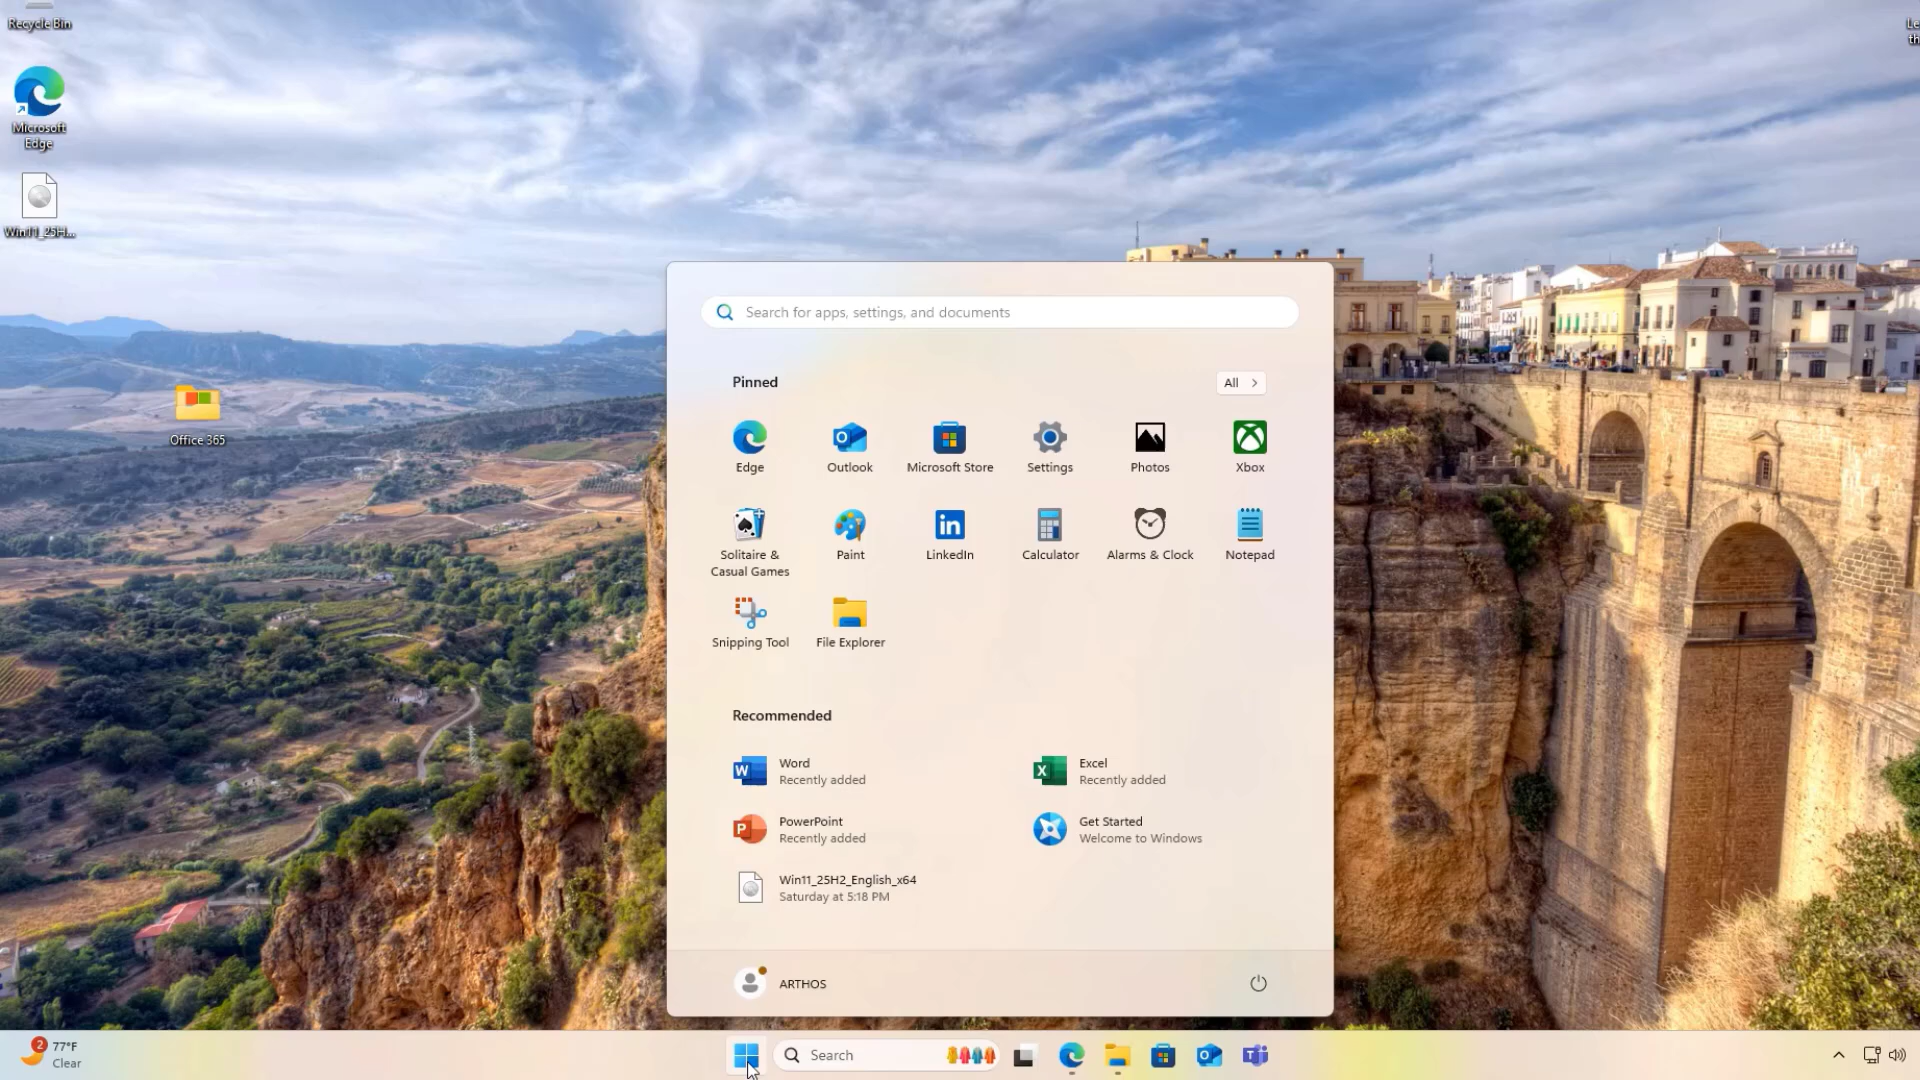 Recycle Bin
Le
th
Microsoft
Edge
Win11_25H...
Office 365
Search for apps, settings, and documents
Pinned
All
Edge
Outlook
Microsoft Store
Settings
Photos
Xbox
Solitaire &
Casual Games
Paint
LinkedIn
Calculator
Alarms & Clock
Notepad
Snipping Tool
File Explorer
Recommended
Word
Recently added
Excel
Recently added
PowerPoint
Recently added
Get Started
Welcome to Windows
Win11_25H2_English_x64
Saturday at 5:18 PM
ARTHOS
2
77°F
Clear
Search